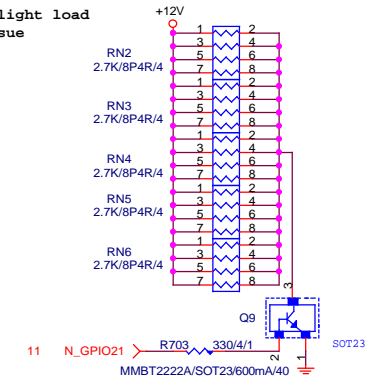 light load
sue
+12V
1 2
3 4
RN2
5 6
2.7K/8P4R/4
7 8
1 2
3 4
RN3
5 6
2.7K/8P4R/4
7 8
1 2
3 4
RN4
5 6
2.7K/8P4R/4
7 8
1 2
RN5
3 4
5 6
2.7K/8P4R/4
7 8
1 2
RN6
3 4
2.7K/8P4R/4
5 6
7 8
3
Q9
SOT23
11 N_GPIO21 R703 330/4/1
2 1
MMBT2222A/SOT23/600mA/40